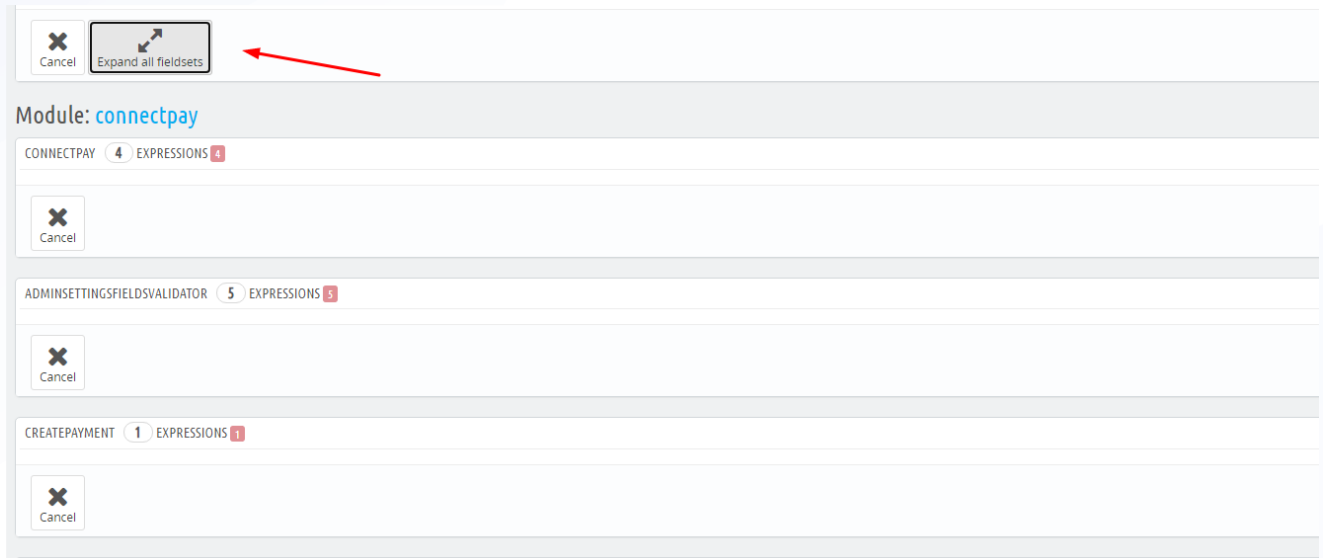 Cancel
Expand all fieldsets
Module: connectpay
CONNECTPAY 4 EXPRESSIONS 4
Cancel
ADMINSETTINGSFIELDSVALIDATOR 5 EXPRESSIONS 5
Cancel
CREATEPAYMENT 1 EXPRESSIONS 1
Cancel